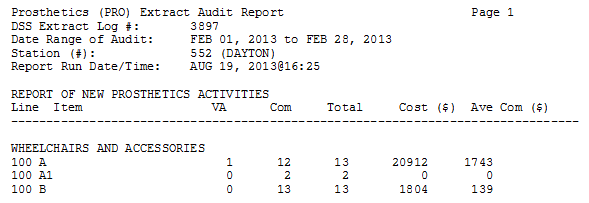 Prosthetics (PRO) Extract Audit Report Page 1
DSS Extract Log #: 3897
Date Range of Audit: FEB 01, 2013 to FEB 28, 2013
Station (#): 552 (DAYTON)
Report Run Date/Time: AUG 19, 2013@16:25
REPORT OF NEW PROSTHETICS ACTIVITIES
Line Item VA Com Total Cost ($) Ave Com ($)
--------------------------------------------------------------------------------
WHEELCHAIRS AND ACCESSORIES
100 A 1 12 13 20912 1743
100 A1 0 2 2 0 0
100 B 0 13 13 1804 139